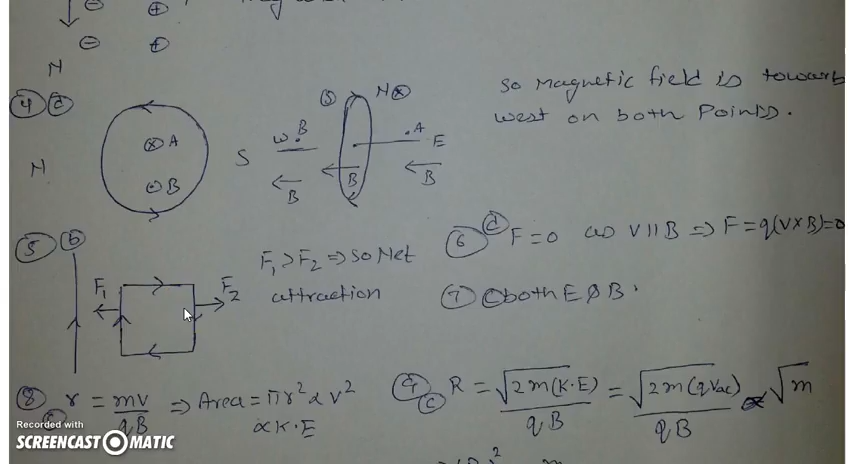 N
4 d
N
A
B
S
W
B
B
S
N
A
E
B
B
so Magnetic field is towards
west on both Points.
5 b
F₁
F₂
F₁ > F₂ ⇒ so Net
attraction
6 d F = 0 as V || B ⇒ F = q(V×B)=0
7 c both E & B
8 c r = mv/qB ⇒ Area = πr² ∝ v²
∝ K.E
9 c R = √2m(K.E)/qB = √2m(qVac)/qB ∝ √m
Recorded with
SCREENCAST-O-MATIC